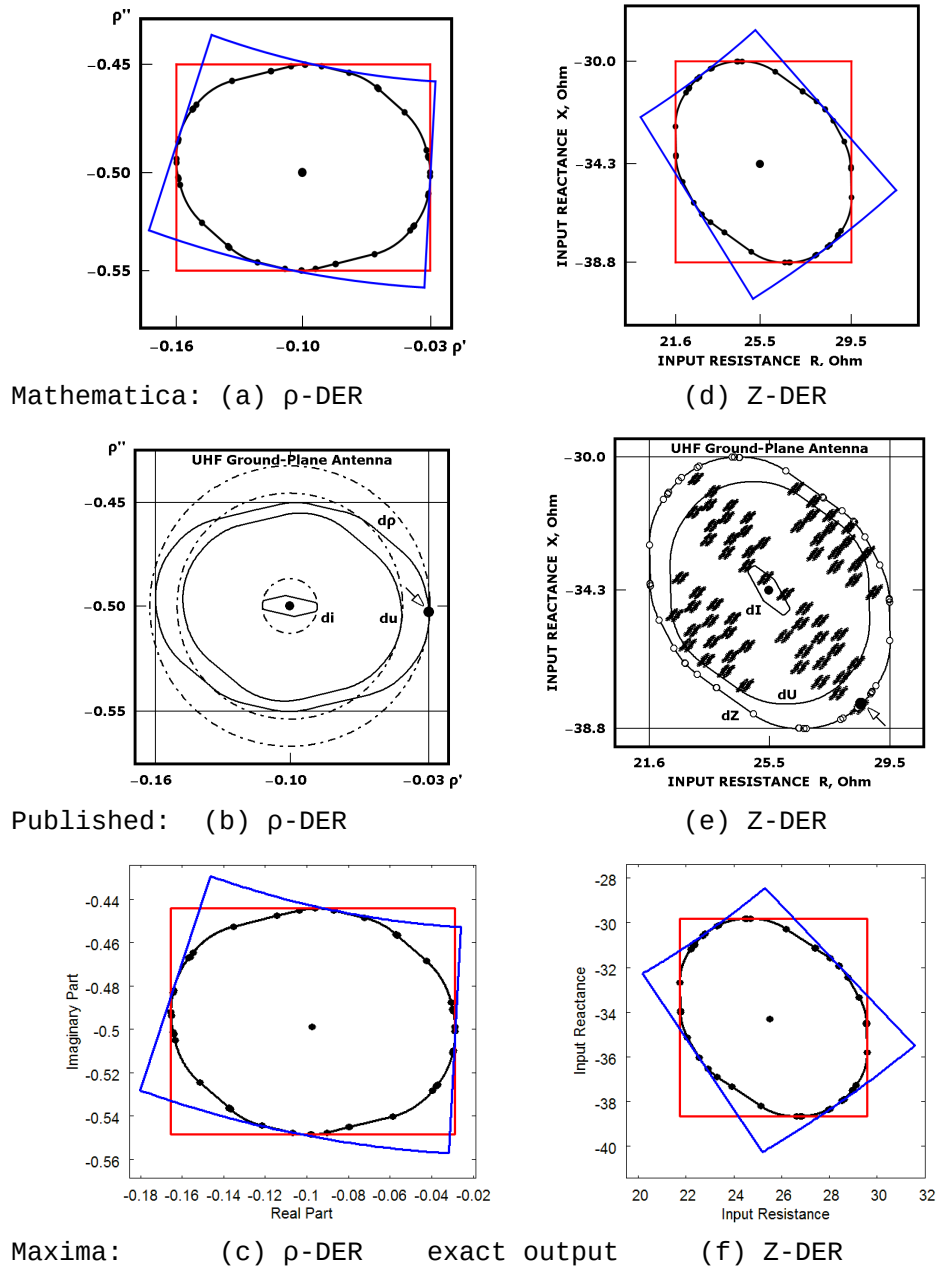 ρ''
−0.45
−0.50
−0.55
−0.16
−0.10
−0.03 ρ'
INPUT REACTANCE X, Ohm
−30.0
−34.3
−38.8
21.6
25.5
29.5
INPUT RESISTANCE R, Ohm
Mathematica: (a) ρ-DER (d) Z-DER
ρ''
UHF Ground-Plane Antenna
−0.45
−0.50
−0.55
dρ
di
du
−0.16
−0.10
−0.03 ρ'
INPUT REACTANCE X, Ohm
UHF Ground-Plane Antenna
−30.0
−34.3
−38.8
dI
dU
dZ
21.6
25.5
29.5
INPUT RESISTANCE R, Ohm
Published: (b) ρ-DER (e) Z-DER
Imaginary Part
-0.44
-0.46
-0.48
-0.5
-0.52
-0.54
-0.56
-0.18 -0.16 -0.14 -0.12 -0.1 -0.08 -0.06 -0.04 -0.02
Real Part
Input Reactance
-28
-30
-32
-34
-36
-38
-40
20 22 24 26 28 30 32
Input Resistance
Maxima: (c) ρ-DER exact output (f) Z-DER